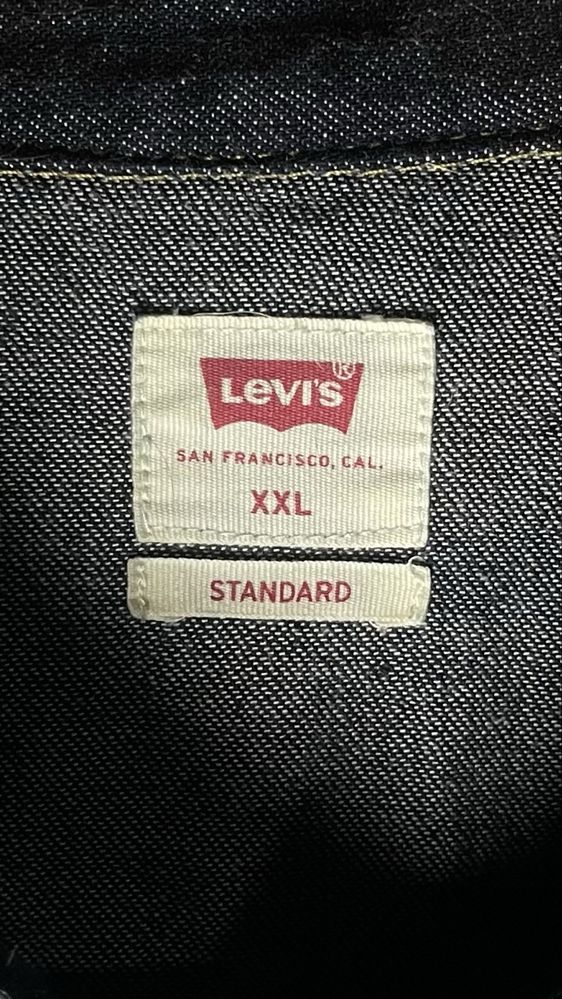 LEVI'S®
SAN FRANCISCO, CAL.
XXL
STANDARD